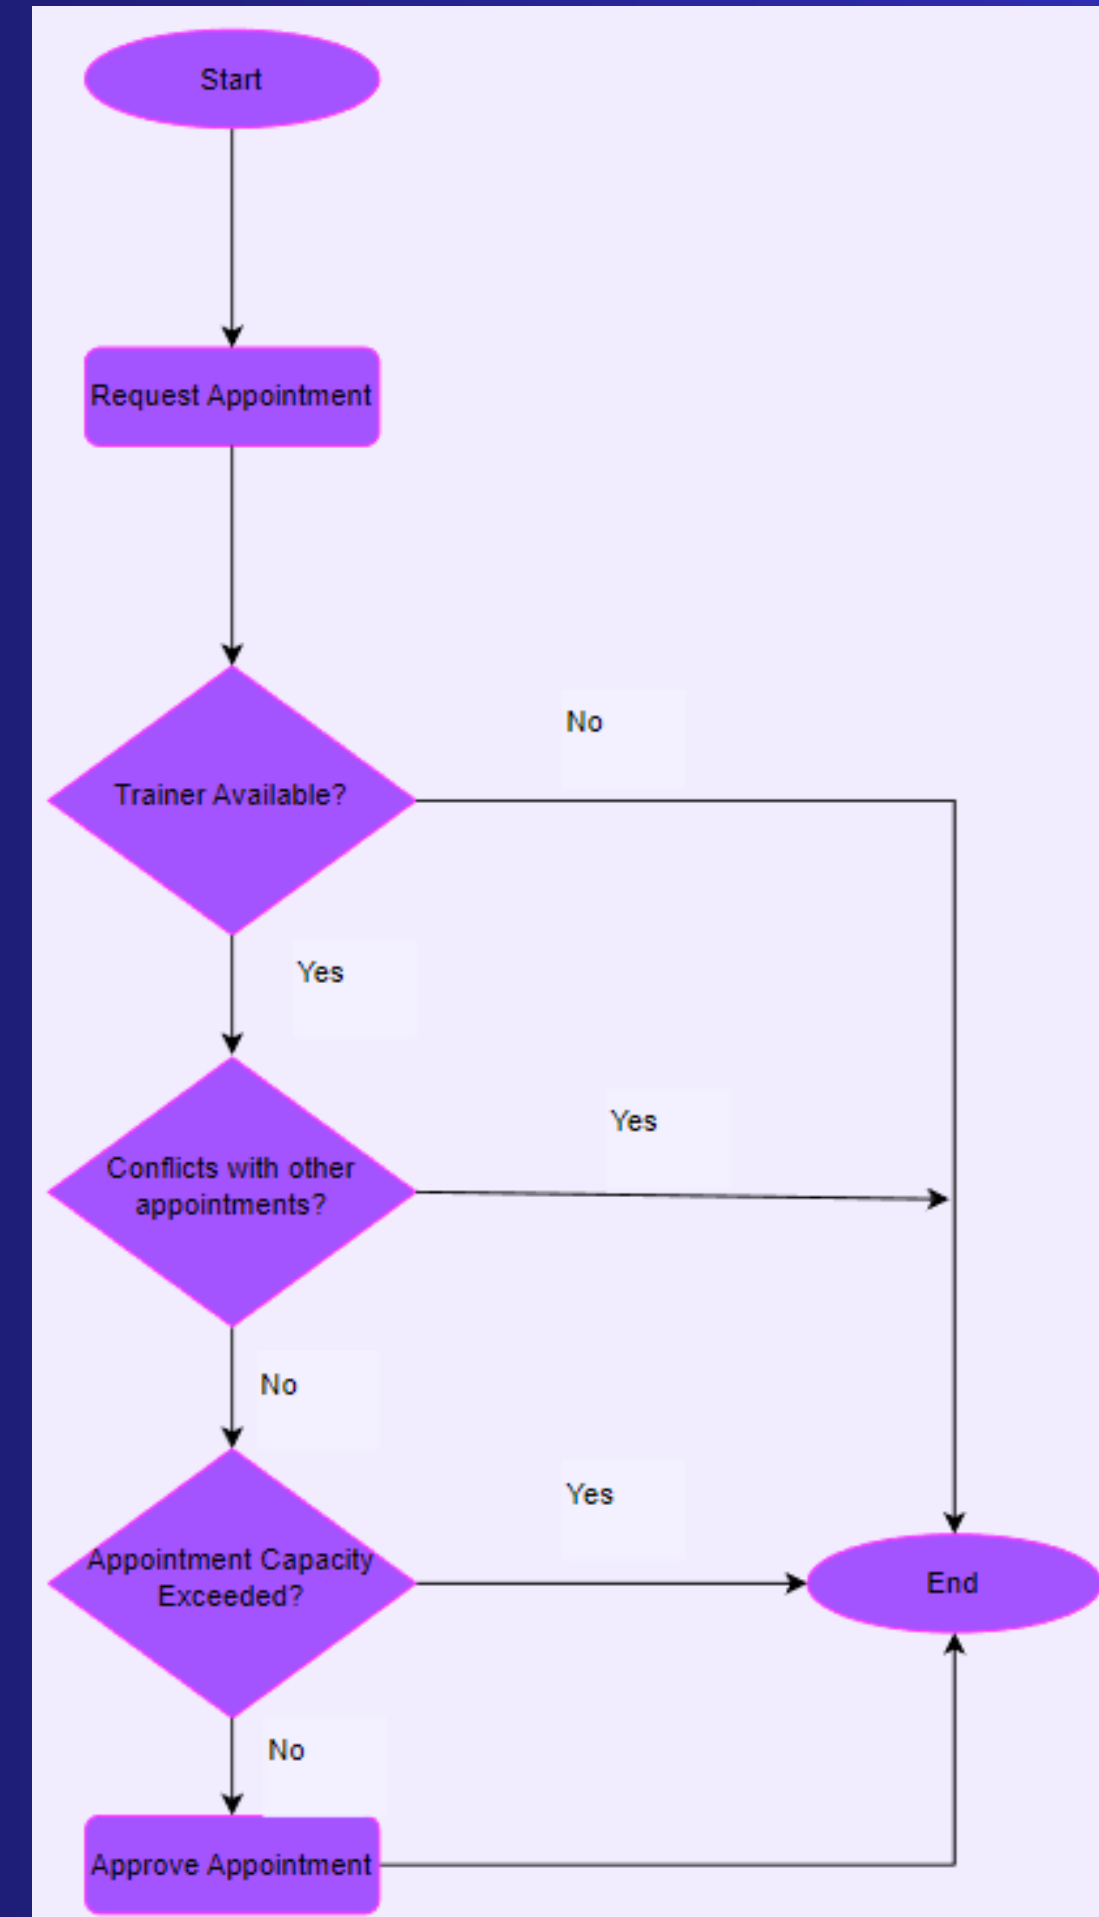 Start
Request Appointment
No
Trainer Available?
Yes
Yes
Conflicts with other
appointments?
No
Yes
Appointment Capacity
Exceeded?
End
No
Approve Appointment